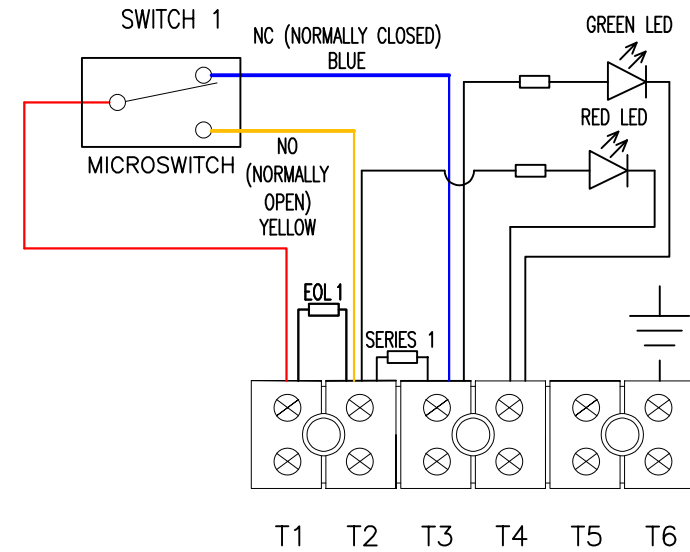 SWITCH 1
NC (NORMALLY CLOSED)
BLUE
GREEN LED
RED LED
MICROSWITCH
NO
(NORMALLY
OPEN)
YELLOW
EOL 1
SERIES 1
T1 T2 T3 T4 T5 T6